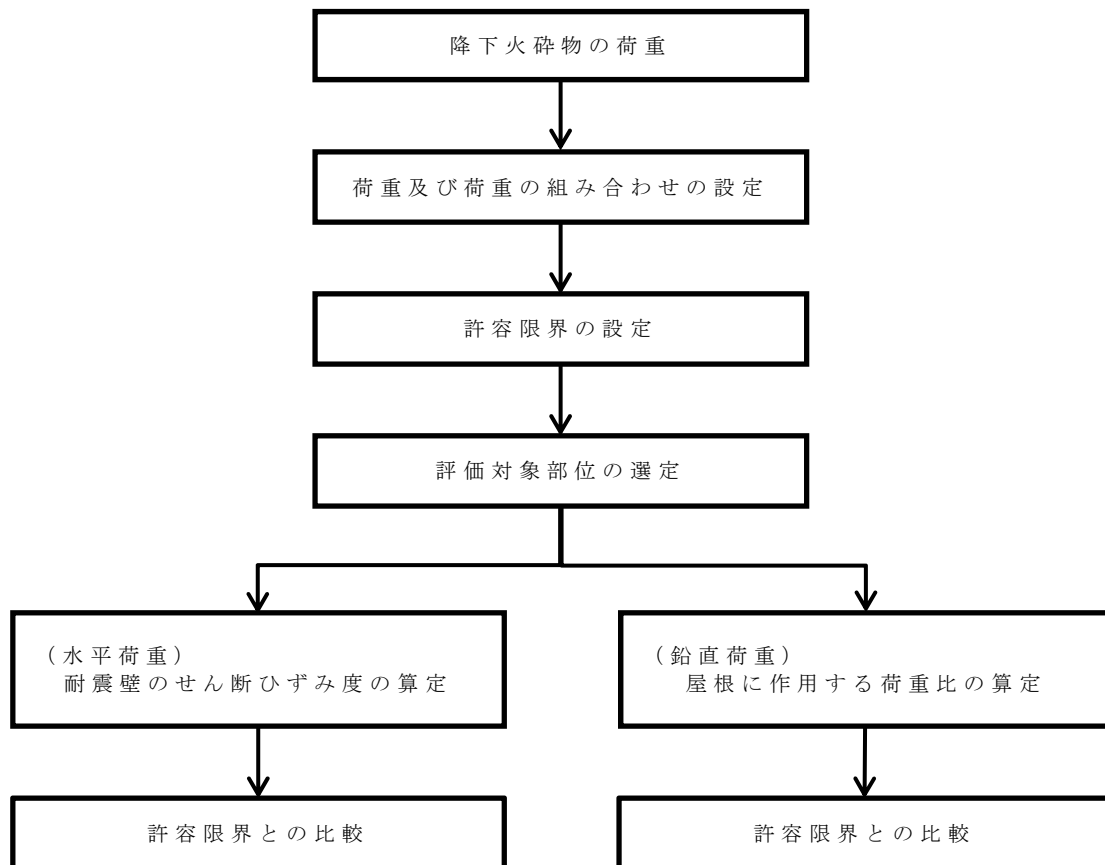 降下火砕物の荷重
荷重及び荷重の組み合わせの設定
許容限界の設定
評価対象部位の選定
（水平荷重）
耐震壁のせん断ひずみ度の算定
（鉛直荷重）
屋根に作用する荷重比の算定
許容限界との比較
許容限界との比較